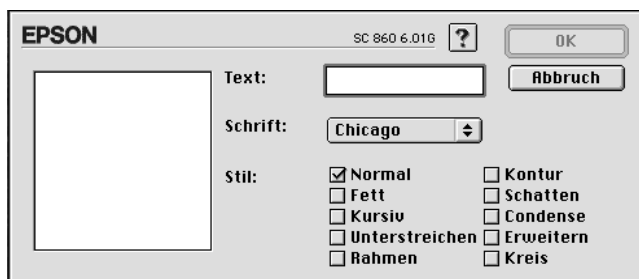 EPSON SC 860 6.01G ? OK
Text: Abbruch
Schrift: Chicago
Stil: Normal Kontur
Fett Schatten
Kursiv Condense
Unterstreichen Erweitern
Rahmen Kreis